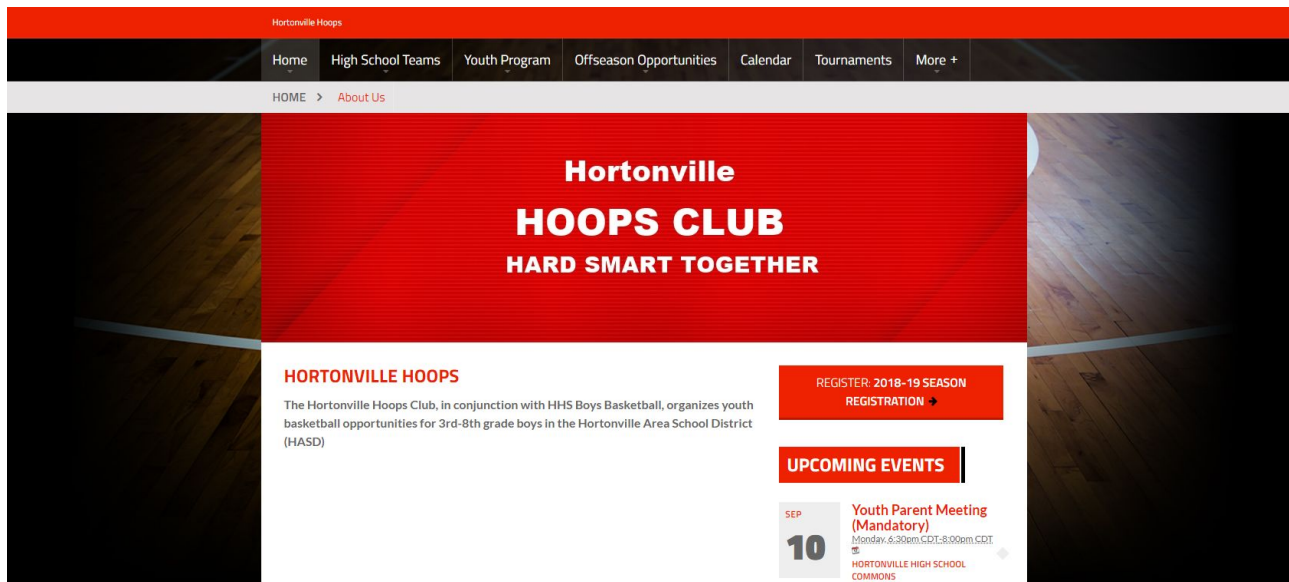 Hortonville Hoops
Home High School Teams Youth Program Offseason Opportunities Calendar Tournaments More +
HOME > About Us
Hortonville
HOOPS CLUB
HARD SMART TOGETHER
HORTONVILLE HOOPS
The Hortonville Hoops Club, in conjunction with HHS Boys Basketball, organizes youth
basketball opportunities for 3rd-8th grade boys in the Hortonville Area School District
(HASD)
REGISTER: 2018-19 SEASON
REGISTRATION →
UPCOMING EVENTS
SEP
10
Youth Parent Meeting
(Mandatory)
Monday, 6:30pm CDT-8:00pm CDT
HORTONVILLE HIGH SCHOOL
COMMONS